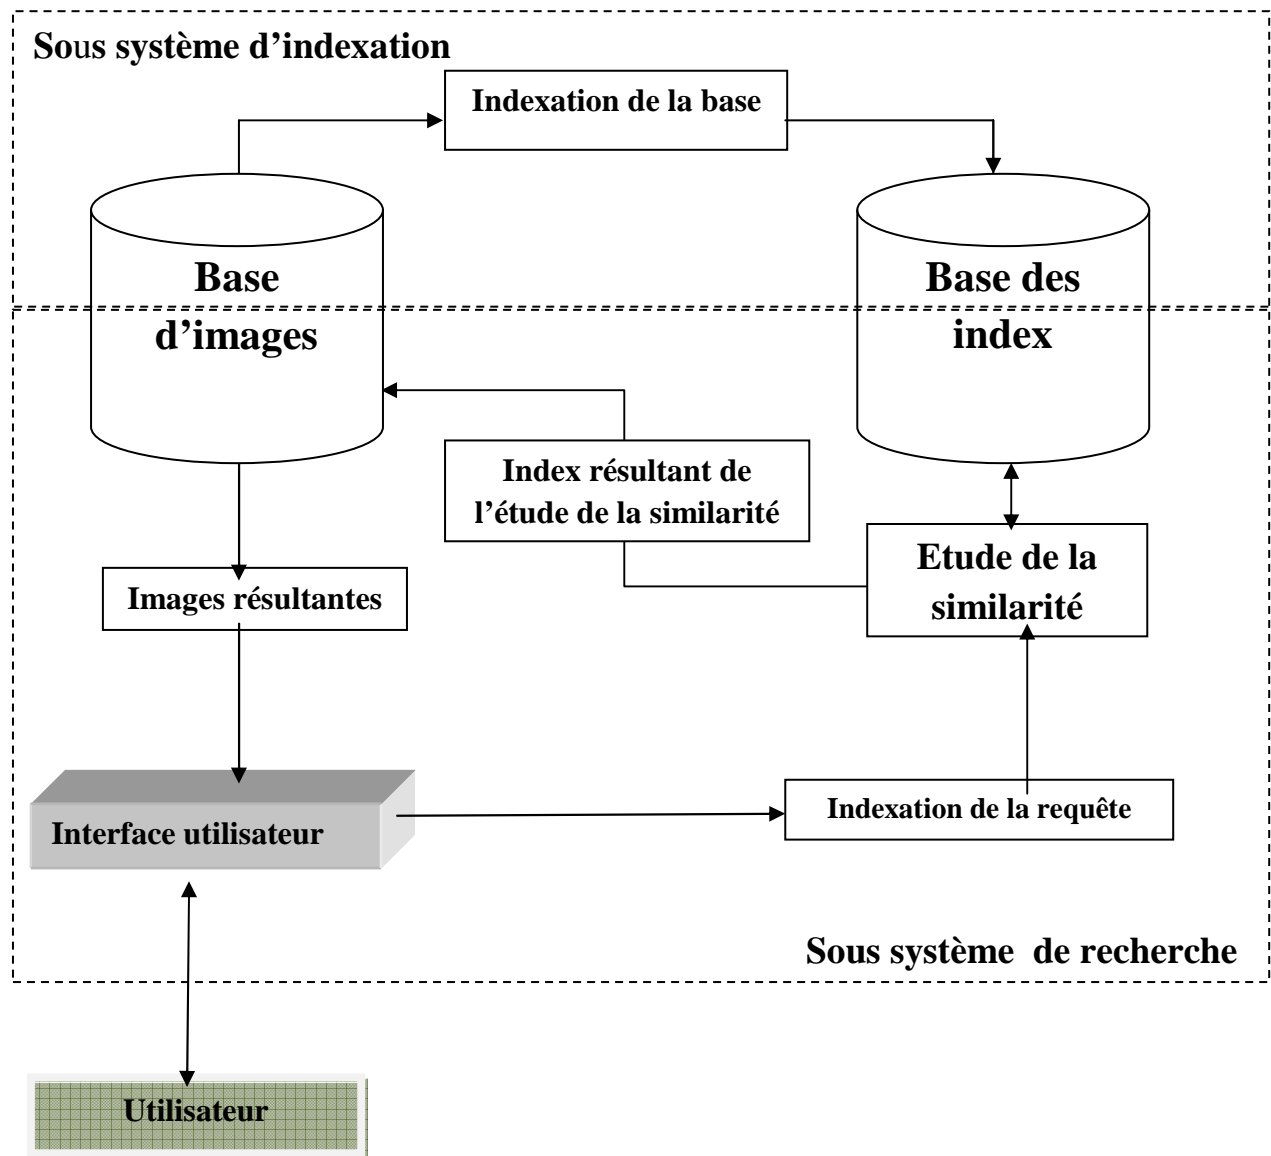 Sous système d’indexation
Indexation de la base
Base
d’images
Base des
index
Index résultant de
l’étude de la similarité
Etude de la
similarité
Images résultantes
Interface utilisateur
Indexation de la requête
Sous système  de recherche
Utilisateur